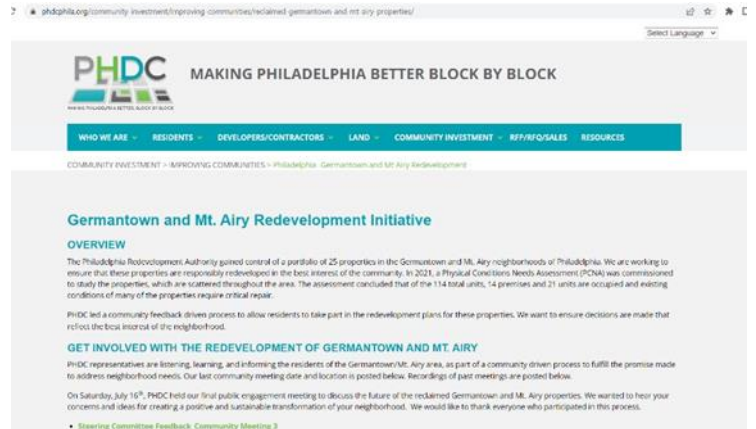 phdcphila.org/community-investment/improving-communities/reclaimed-germantown-and-mt-airy-properties/
Select Language
PHDC
MAKING PHILADELPHIA BETTER BLOCK BY BLOCK
MAKING PHILADELPHIA BETTER, BLOCK BY BLOCK
WHO WE ARE RESIDENTS DEVELOPERS/CONTRACTORS LAND COMMUNITY INVESTMENT RFP/RFQ/SALES RESOURCES
COMMUNITY INVESTMENT > IMPROVING COMMUNITIES > Philadelphia Germantown and Mt Airy Redevelopment
Germantown and Mt. Airy Redevelopment Initiative
OVERVIEW
The Philadelphia Redevelopment Authority gained control of a portfolio of 25 properties in the Germantown and Mt. Airy neighborhoods of Philadelphia. We are working to
ensure that these properties are responsibly redeveloped in the best interest of the community. In 2021, a Physical Conditions Needs Assessment (PCNA) was commissioned
to study the properties, which are scattered throughout the area. The assessment concluded that of the 114 total units, 14 premises and 21 units are occupied and existing
conditions of many of the properties require critical repair.
PHDC led a community feedback driven process to allow residents to take part in the redevelopment plans for these properties. We want to ensure decisions are made that
reflect the best interest of the neighborhood.
GET INVOLVED WITH THE REDEVELOPMENT OF GERMANTOWN AND MT. AIRY
PHDC representatives are listening, learning, and informing the residents of the Germantown/Mt. Airy area, as part of a community driven process to fulfill the promise made
to address neighborhood needs. Our last community meeting date and location is posted below. Recordings of past meetings are posted below.
On Saturday, July 16th, PHDC held our final public engagement meeting to discuss the future of the reclaimed Germantown and Mt. Airy properties. We wanted to hear your
concerns and ideas for creating a positive and sustainable transformation of your neighborhood. We would like to thank everyone who participated in this process.
• Steering Committee Feedback Community Meeting 3